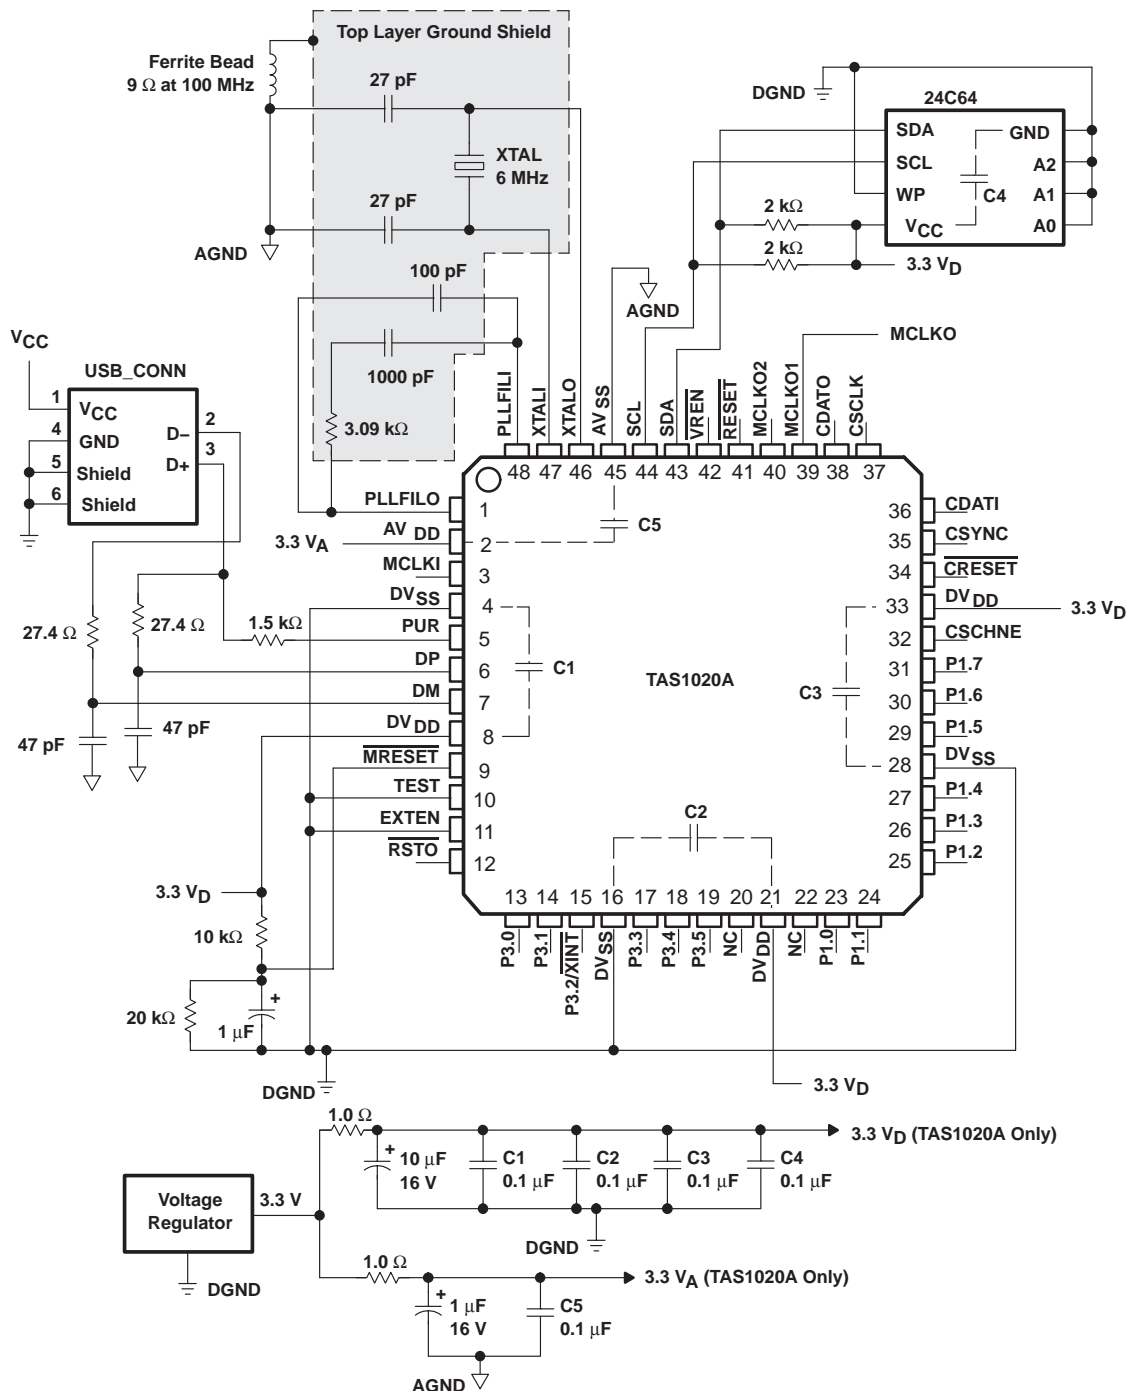 Top Layer Ground Shield
Ferrite Bead
9 Ω at 100 MHz
27 pF
XTAL
6 MHz
27 pF
AGND
100 pF
1000 pF
3.09 kΩ
DGND
24C64
SDA
SCL
WP
VCC
GND
A2
A1
A0
C4
2 kΩ
2 kΩ
3.3 VD
AGND
MCLKO
VCC
USB_CONN
1
4
5
6
VCC
GND
Shield
Shield
D−
D+
2
3
PLLFILI
XTALI
XTALO
AVSS
SCL
SDA
VREN
RESET
MCLKO2
MCLKO1
CDATO
CSCLK
48 47 46 45 44 43 42 41 40 39 38 37
PLLFILO 1
3.3 VA AVDD 2
MCLKI 3
DVSS 4
PUR 5
DP 6
DM 7
DVDD 8
MRESET 9
TEST 10
EXTEN 11
RSTO 12
27.4 Ω
27.4 Ω
1.5 kΩ
47 pF
47 pF
C5
C1
TAS1020A
C3
C2
36 CDATI
35 CSYNC
34 CRESET
33 DVDD 3.3 VD
32 CSCHNE
31 P1.7
30 P1.6
29 P1.5
28 DVSS
27 P1.4
26 P1.3
25 P1.2
13 14 15 16 17 18 19 20 21 22 23 24
P3.0
P3.1
P3.2/XINT
DVSS
P3.3
P3.4
P3.5
NC
DVDD
NC
P1.0
P1.1
3.3 VD
10 kΩ
20 kΩ
+
1 µF
DGND
3.3 VD
1.0 Ω
3.3 VD (TAS1020A Only)
+
10 µF
16 V
C1
0.1 µF
C2
0.1 µF
C3
0.1 µF
C4
0.1 µF
DGND
Voltage
Regulator
3.3 V
DGND
1.0 Ω
3.3 VA (TAS1020A Only)
+
1 µF
16 V
C5
0.1 µF
AGND